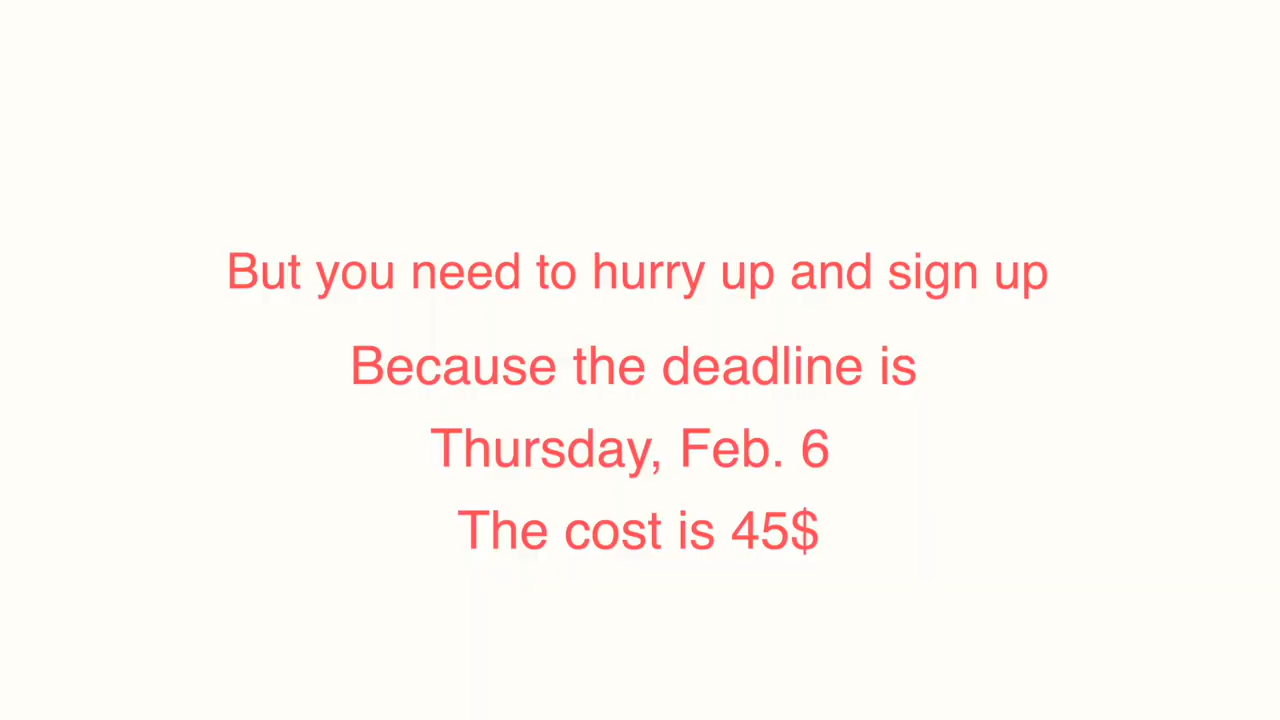 But you need to hurry up and sign up
Because the deadline is
Thursday, Feb. 6
The cost is 45$